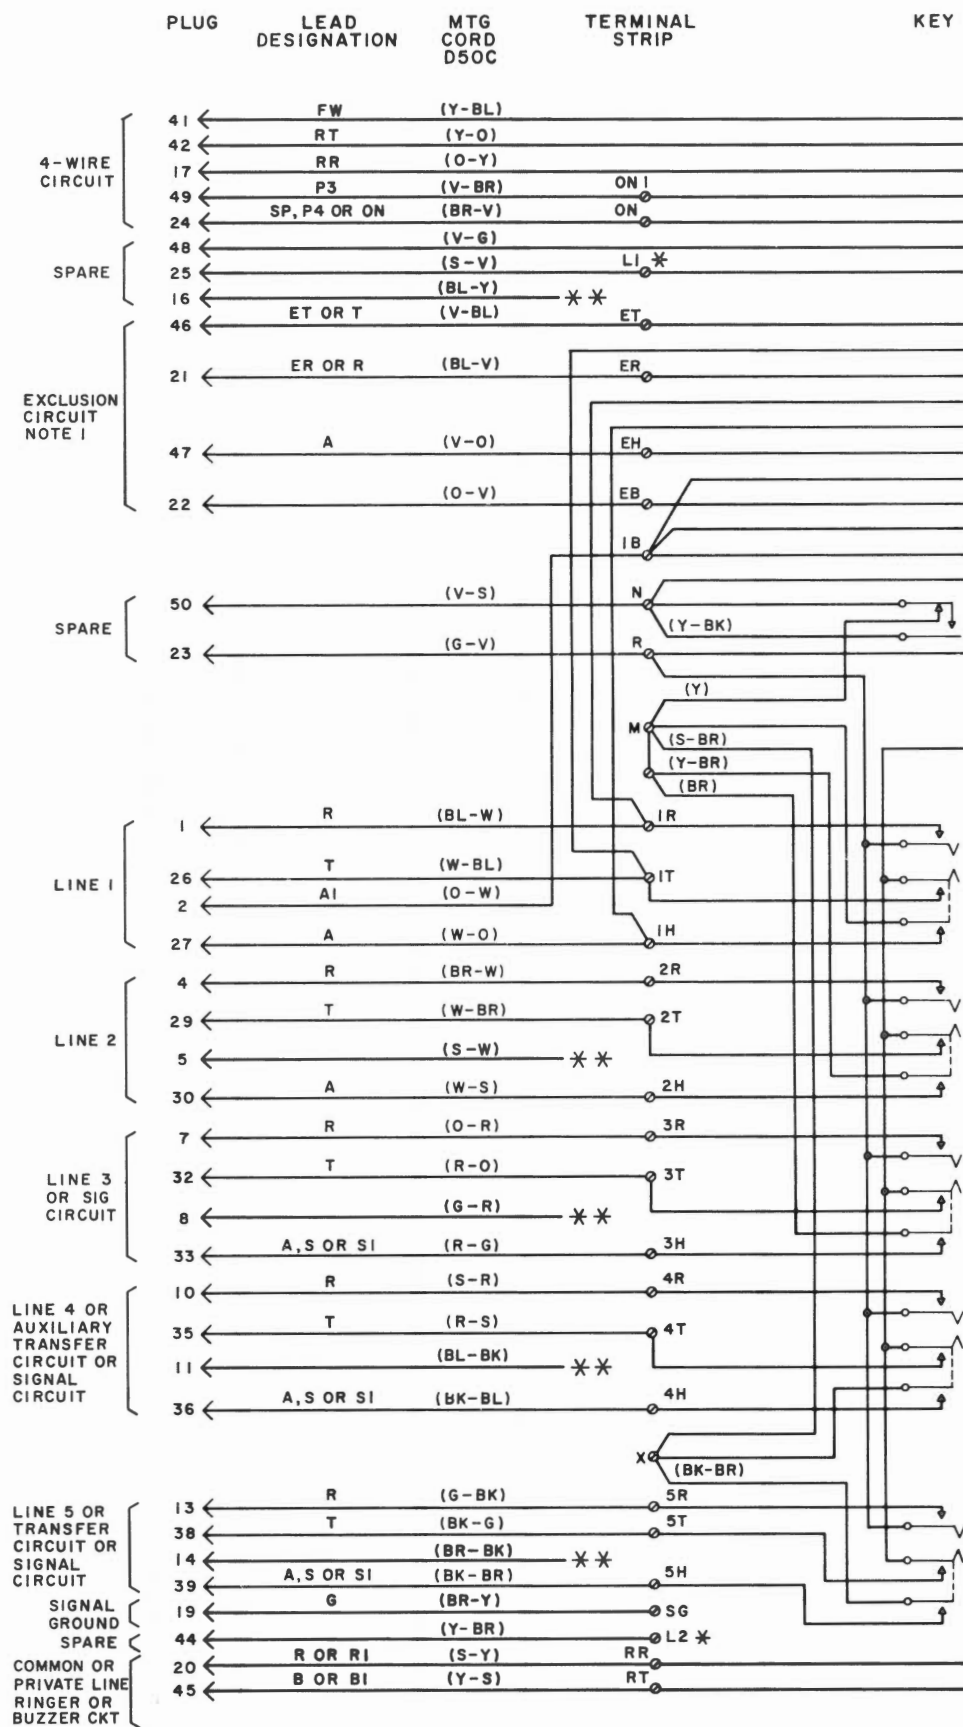 PLUG LEAD DESIGNATION MTG CORD D50C TERMINAL STRIP KEY
4-WIRE CIRCUIT
41 FW (Y-BL)
42 RT (Y-O)
17 RR (O-Y)
49 P3 (V-BR) ON1
24 SP, P4 OR ON (BR-V) ON
SPARE
48 (V-G)
25 (S-V) L1 *
16 (BL-Y) * *
EXCLUSION CIRCUIT NOTE 1
46 ET OR T (V-BL) ET
21 ER OR R (BL-V) ER
47 A (V-O) EH
22 (O-V) EB
1B
SPARE
50 (V-S) N
(Y-BK)
23 (G-V) R
(Y)
M
(S-BR)
(Y-BR)
(BR)
LINE 1
1 R (BL-W) 1R
26 T (W-BL) 1T
2 A1 (O-W)
27 A (W-O) 1H
LINE 2
4 R (BR-W) 2R
29 T (W-BR) 2T
5 (S-W) * *
30 A (W-S) 2H
LINE 3 OR SIG CIRCUIT
7 R (O-R) 3R
32 T (R-O) 3T
8 (G-R) * *
33 A,S OR S1 (R-G) 3H
LINE 4 OR AUXILIARY TRANSFER CIRCUIT OR SIGNAL CIRCUIT
10 R (S-R) 4R
35 T (R-S) 4T
11 (BL-BK) * *
36 A,S OR S1 (BK-BL) 4H
X
(BK-BR)
LINE 5 OR TRANSFER CIRCUIT OR SIGNAL CIRCUIT
13 R (G-BK) 5R
38 T (BK-G) 5T
14 (BR-BK) * *
39 A,S OR S1 (BK-BR) 5H
SIGNAL GROUND
19 G (BR-Y) SG
SPARE
44 (Y-BR) L2 *
COMMON OR PRIVATE LINE RINGER OR BUZZER CKT
20 R OR R1 (S-Y) RR
45 B OR B1 (Y-S) RT